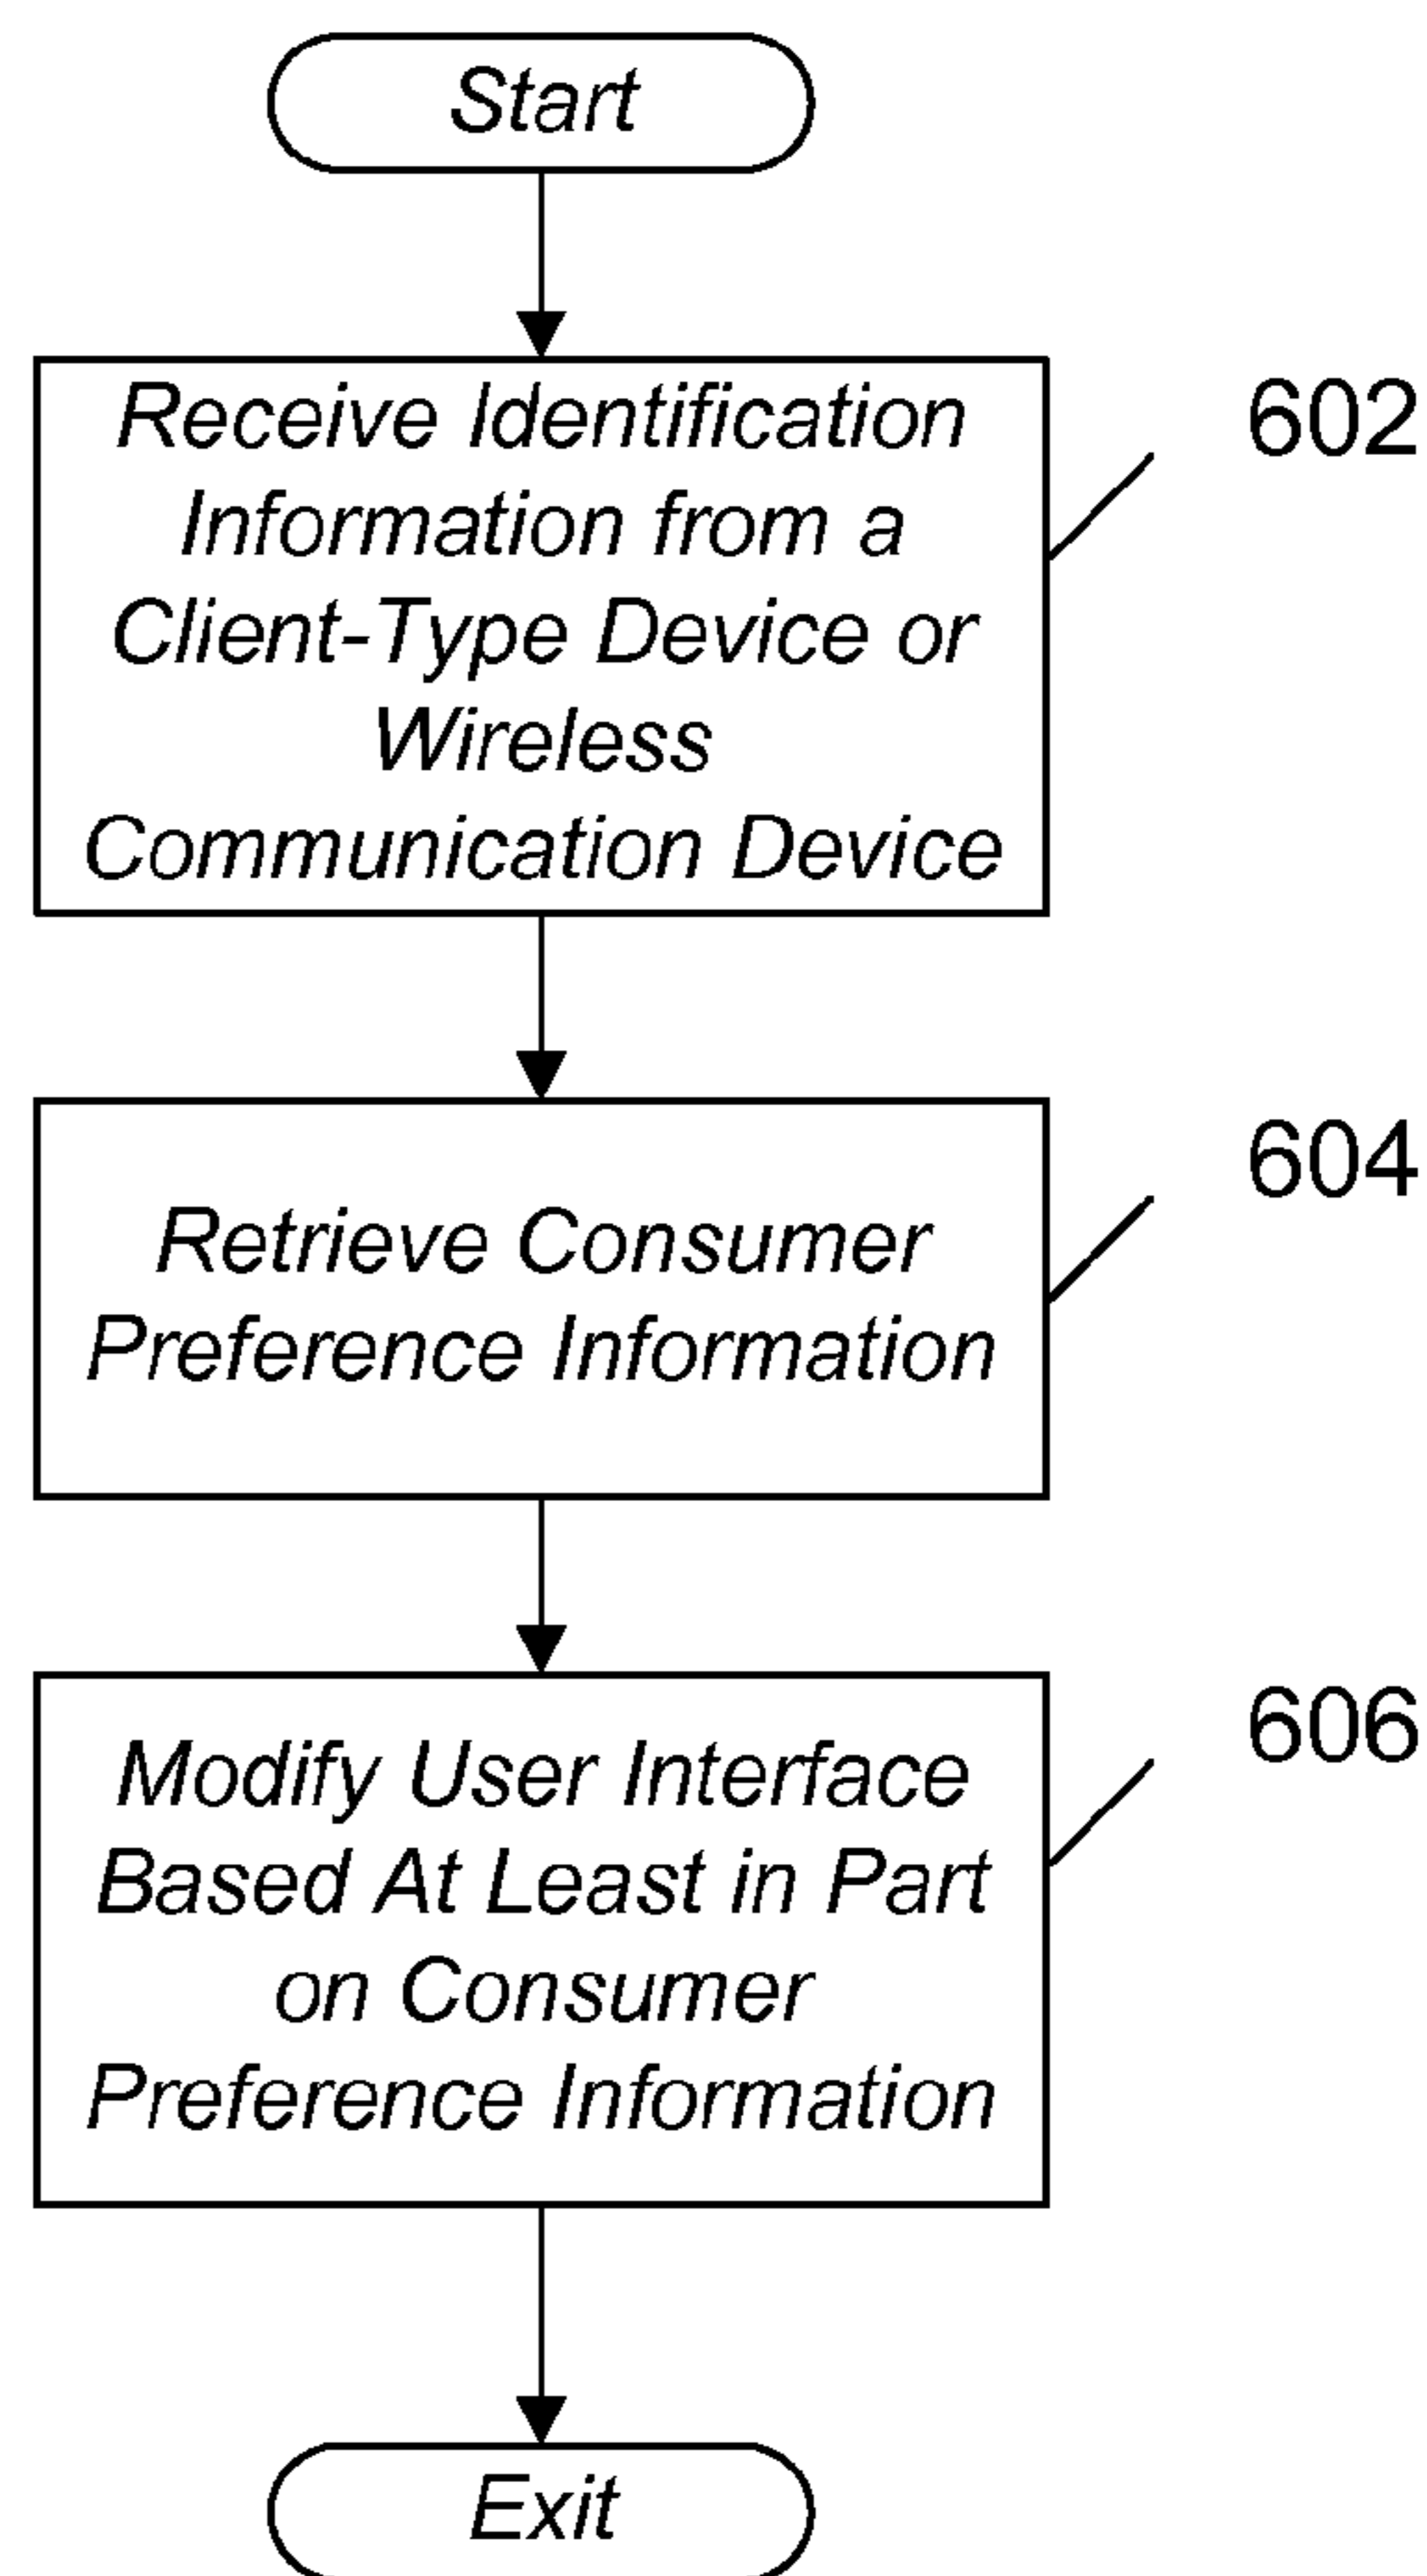 Start
Receive Identification
Information from a
Client-Type Device or
Wireless
Communication Device
602
Retrieve Consumer
Preference Information
604
Modify User Interface
Based At Least in Part
on Consumer
Preference Information
606
Exit